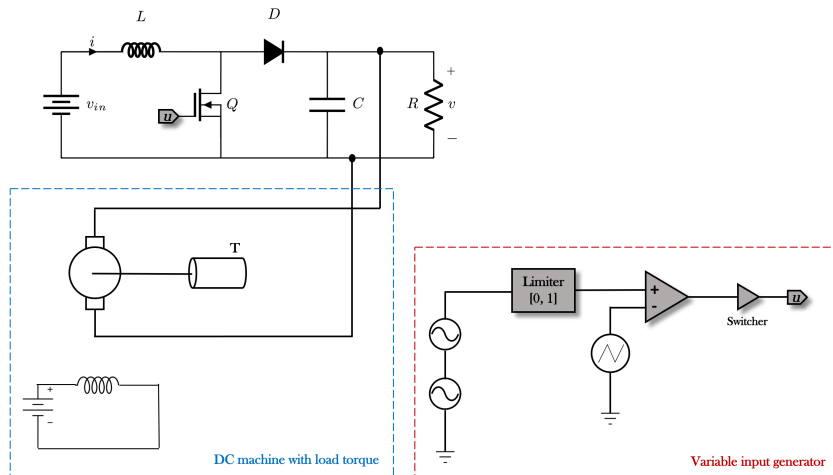 L
D
i
v_in
u
Q
C
R
+
v
−
T
Limiter
[0, 1]
+
-
u
Switcher
+
−
DC machine with load torque
Variable input generator